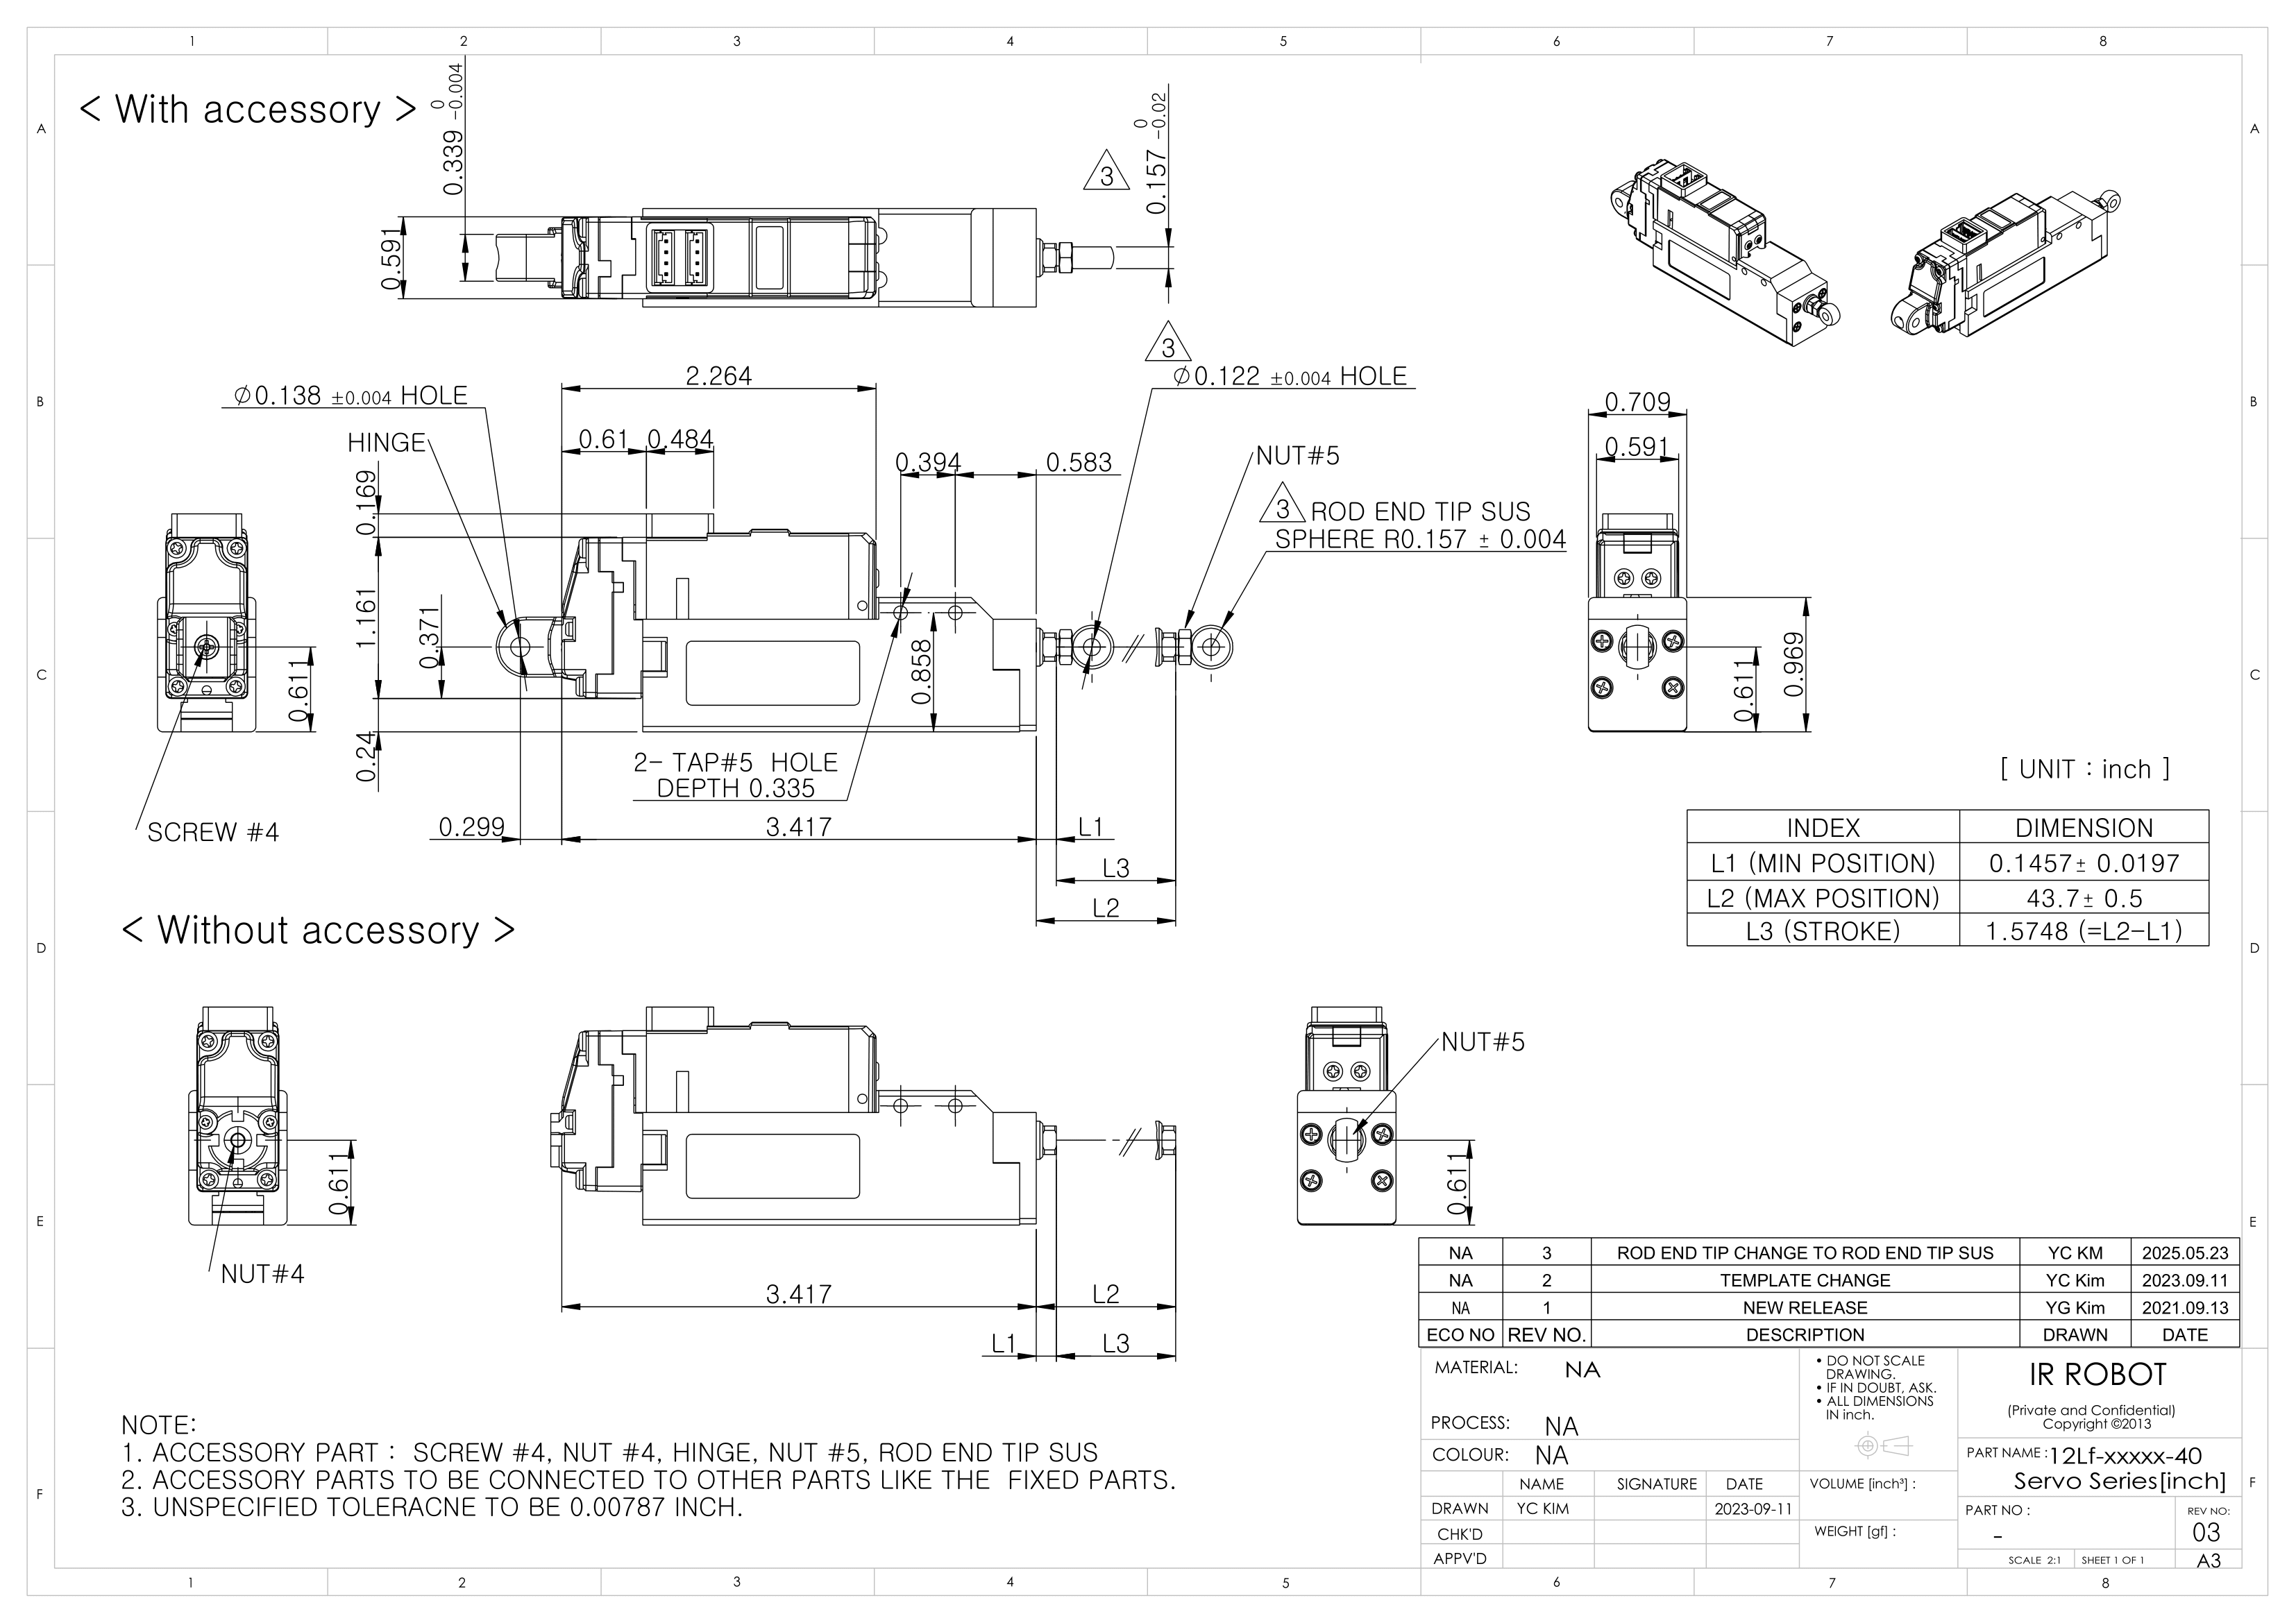 1 2 3 4 5 6 7 8
A A
B B
C C
D D
E E
F F
< With accessory >
0.339 0 -0.004
0.591
3
0.157 0 -0.02
3
Ø0.138 ±0.004 HOLE
HINGE
2.264
0.61 0.484
0.394 0.583
Ø0.122 ±0.004 HOLE
NUT#5
3 ROD END TIP SUS
SPHERE R0.157 ± 0.004
0.709
0.591
0.169
1.161
0.371
0.24
0.611
0.858
0.611
0.969
2- TAP#5 HOLE
DEPTH 0.335
SCREW #4
0.299
3.417
L1
L3
L2
[ UNIT : inch ]
INDEX DIMENSION
L1 (MIN POSITION) 0.1457± 0.0197
L2 (MAX POSITION) 43.7± 0.5
L3 (STROKE) 1.5748 (=L2-L1)
< Without accessory >
0.611
NUT#4
3.417
L2
L1
L3
NUT#5
0.611
NOTE:
1. ACCESSORY PART : SCREW #4, NUT #4, HINGE, NUT #5, ROD END TIP SUS
2. ACCESSORY PARTS TO BE CONNECTED TO OTHER PARTS LIKE THE FIXED PARTS.
3. UNSPECIFIED TOLERACNE TO BE 0.00787 INCH.
NA 3 ROD END TIP CHANGE TO ROD END TIP SUS YC KM 2025.05.23
NA 2 TEMPLATE CHANGE YC Kim 2023.09.11
NA 1 NEW RELEASE YG Kim 2021.09.13
ECO NO REV NO. DESCRIPTION DRAWN DATE
MATERIAL: NA
PROCESS: NA
COLOUR: NA
NAME SIGNATURE DATE
DRAWN YC KIM 2023-09-11
CHK'D
APPV'D
• DO NOT SCALE
DRAWING.
• IF IN DOUBT, ASK.
• ALL DIMENSIONS
IN inch.
VOLUME [inch³] :
WEIGHT [gf] :
IR ROBOT
(Private and Confidential)
Copyright ©2013
PART NAME : 12Lf-xxxxx-40
Servo Series[inch]
PART NO :
-
REV NO:
03
SCALE 2:1 SHEET 1 OF 1 A3
1 2 3 4 5 6 7 8